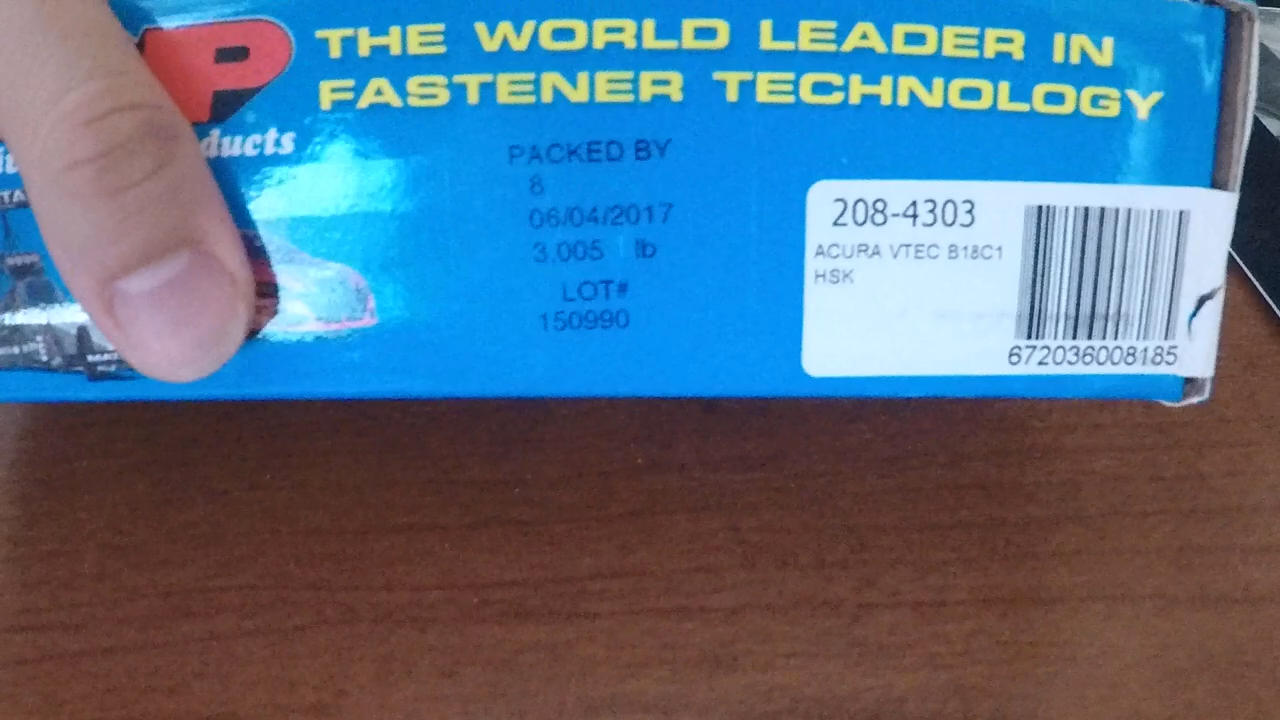 P
THE WORLD LEADER IN
FASTENER TECHNOLOGY
ducts
PACKED BY
8
06/04/2017
3.005 lb
LOT#
150990
208-4303
ACURA VTEC B18C1
HSK
672036008185